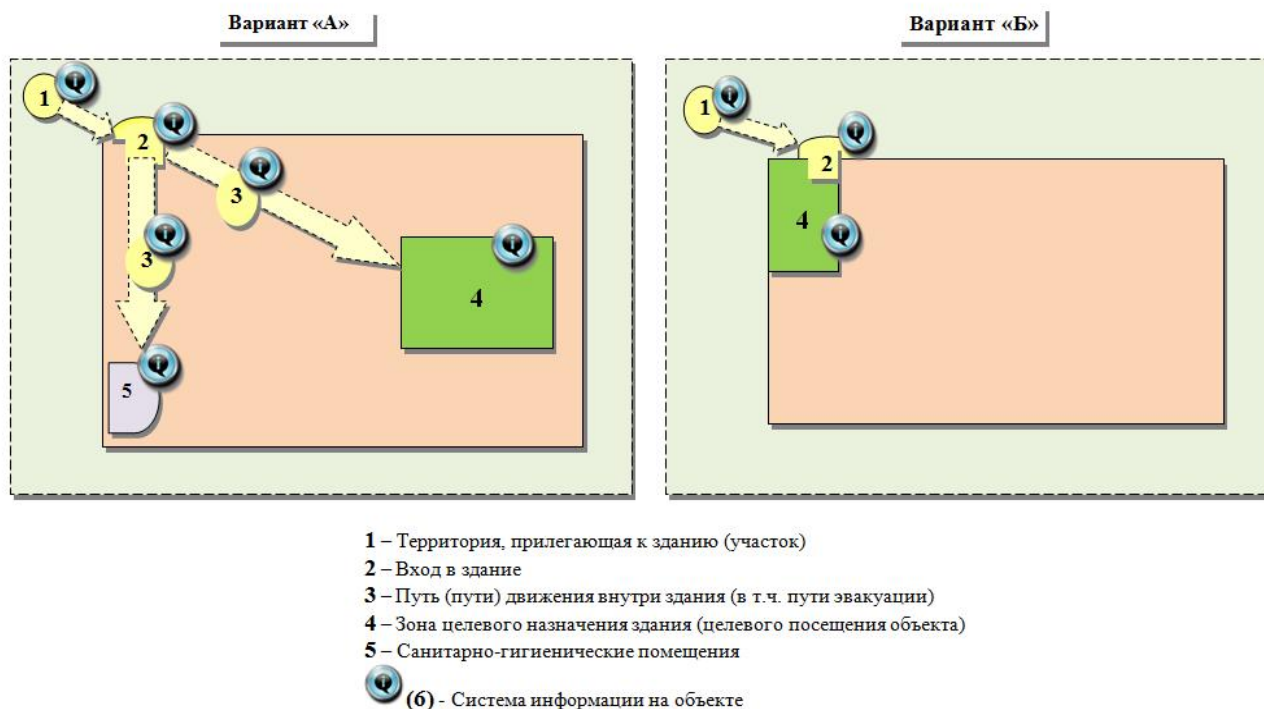 Вариант «А»
Вариант «Б»
1
2
3
3
4
5
1
2
4
1 – Территория, прилегающая к зданию (участок)
2 – Вход в здание
3 – Путь (пути) движения внутри здания (в т.ч. пути эвакуации)
4 – Зона целевого назначения здания (целевого посещения объекта)
5 – Санитарно-гигиенические помещения
(6) - Система информации на объекте